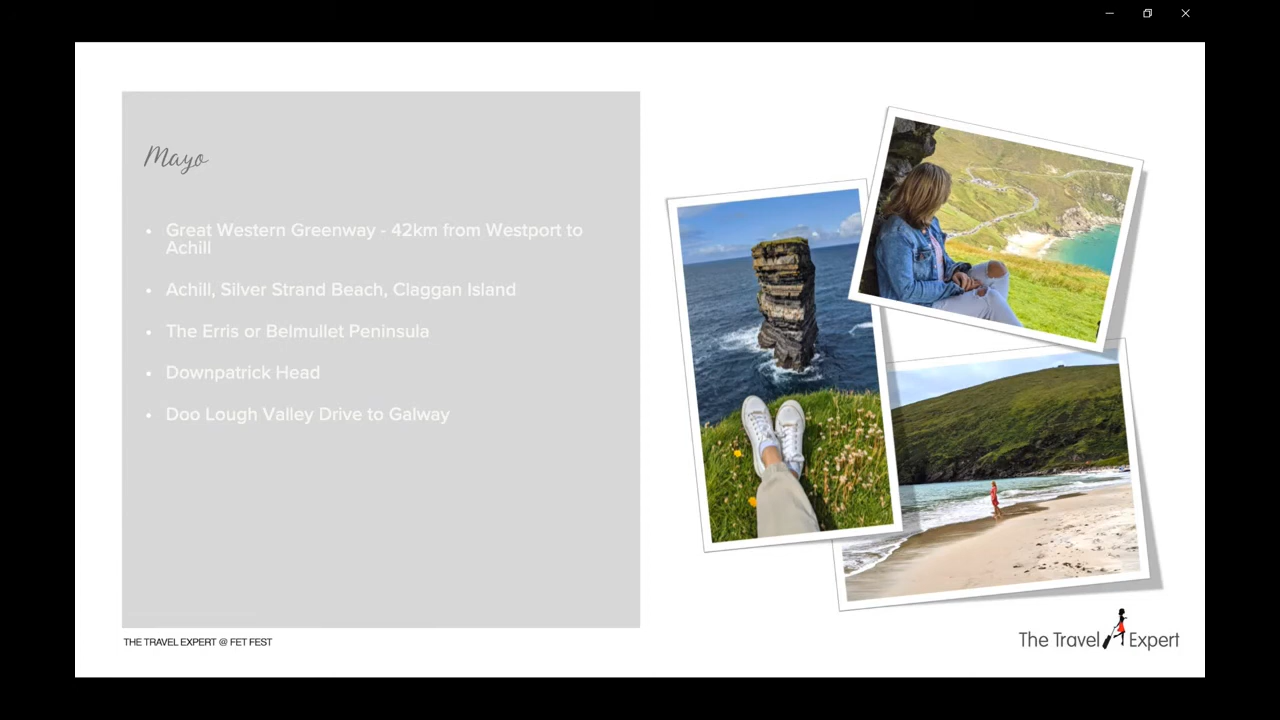 Mayo
• Great Western Greenway - 42km from Westport to
Achill
• Achill, Silver Strand Beach, Claggan Island
• The Erris or Belmullet Peninsula
• Downpatrick Head
• Doo Lough Valley Drive to Galway
THE TRAVEL EXPERT @ FET FEST
The Travel Expert